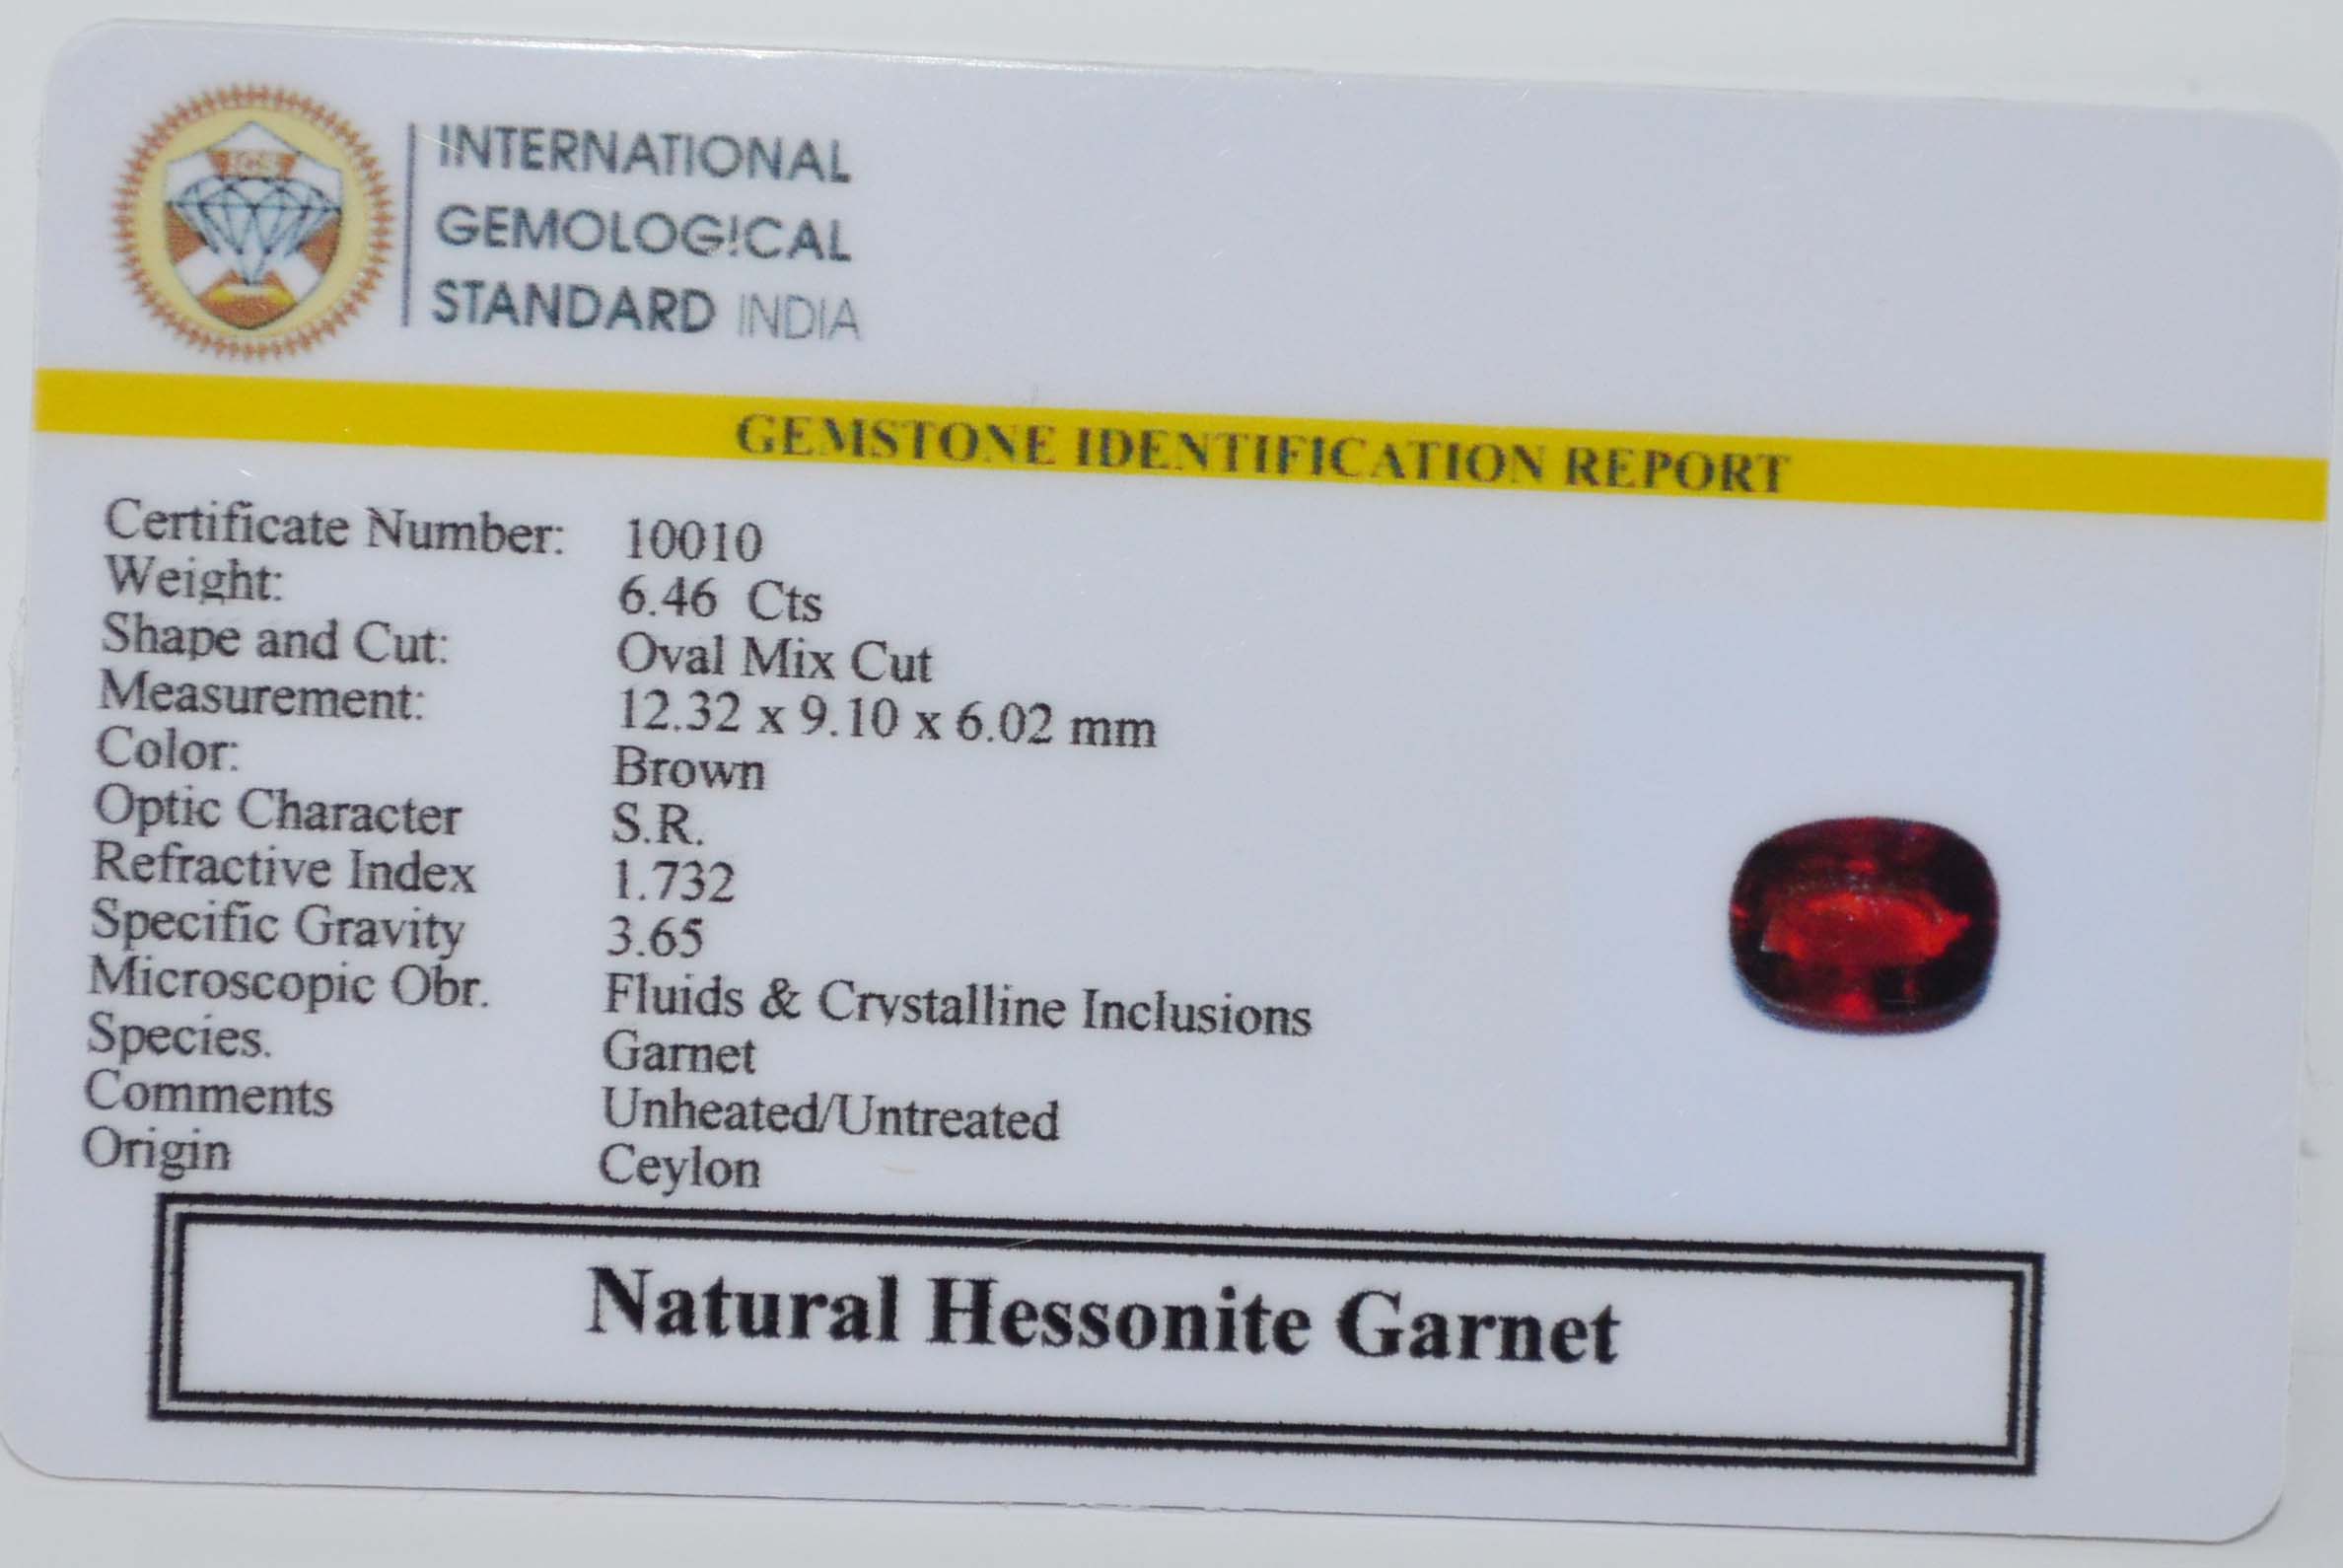 IGS
INTERNATIONAL
GEMOLOGICAL
STANDARD INDIA
GEMSTONE IDENTIFICATION REPORT
Certificate Number: 10010
Weight: 6.46 Cts
Shape and Cut: Oval Mix Cut
Measurement: 12.32 x 9.10 x 6.02 mm
Color: Brown
Optic Character S.R.
Refractive Index 1.732
Specific Gravity 3.65
Microscopic Obr. Fluids & Crystalline Inclusions
Species. Garnet
Comments Unheated/Untreated
Origin Ceylon
Natural Hessonite Garnet